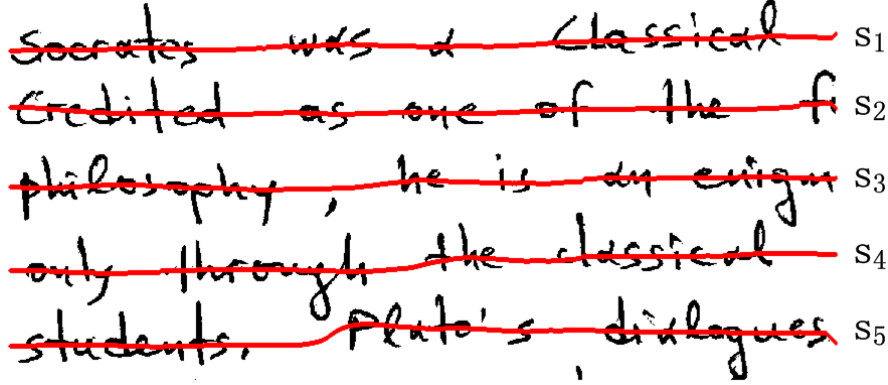 Socrates was a Classical S1
Credited as one of the fi S2
philosophy, he is an enigm S3
only through the classical S4
students. Plato's dialogues S5